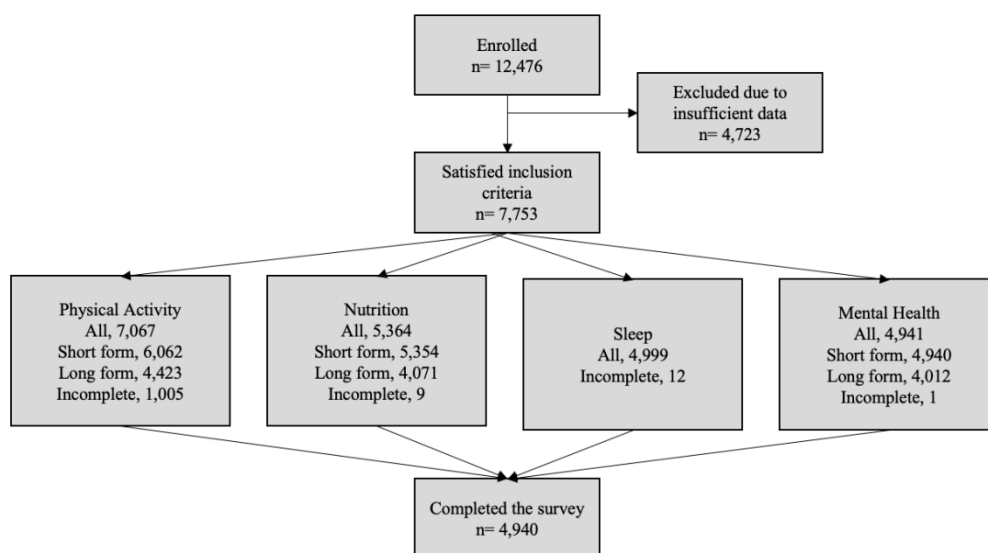 Enrolled
n= 12,476
Excluded due to
insufficient data
n= 4,723
Satisfied inclusion
criteria
n= 7,753
Physical Activity
All, 7,067
Short form, 6,062
Long form, 4,423
Incomplete, 1,005
Nutrition
All, 5,364
Short form, 5,354
Long form, 4,071
Incomplete, 9
Sleep
All, 4,999
Incomplete, 12
Mental Health
All, 4,941
Short form, 4,940
Long form, 4,012
Incomplete, 1
Completed the survey
n= 4,940